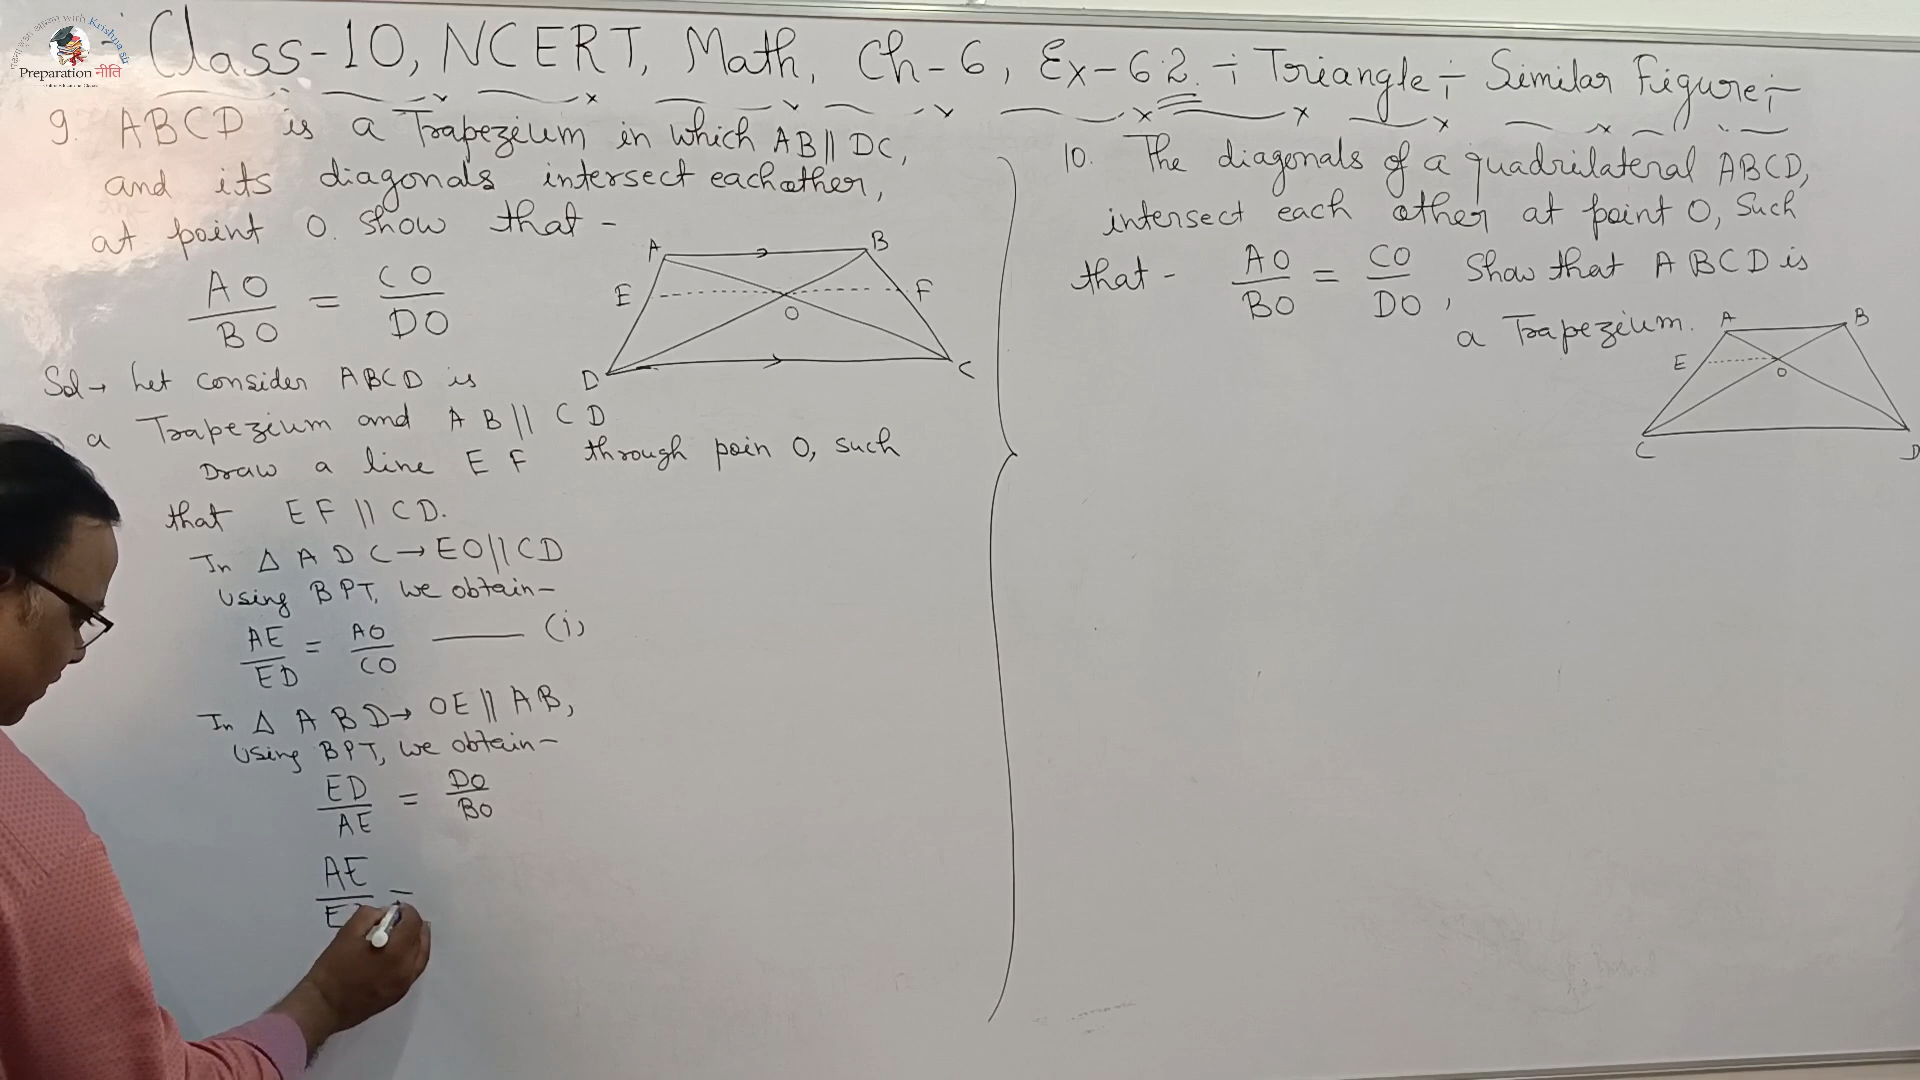 Krishna sir
Preparation नीति
Class-10, NCERT, Math, Ch-6, Ex-6.2 ÷ Triangle ÷ Similar Figure ÷
9. ABCD is a Trapezium in which AB || DC,
and its diagonals intersect eachother,
at point O. show that -
AO/BO = CO/DO
A B
E F
O
D C
Sol → Let consider ABCD is
a Trapezium and AB || CD
Draw a line EF through poin O, such
that EF || CD.
In Δ ADC → EO || CD
Using BPT, we obtain-
AE/ED = AO/CO —— (i)
In Δ ABD → OE || AB,
Using BPT, we obtain-
ED/AE = DO/BO
AE
=
10. The diagonals of a quadrilateral ABCD,
intersect each other at point O, Such
that - AO/BO = CO/DO, Show that ABCD is
a Trapezium.
A B
E
O
C D